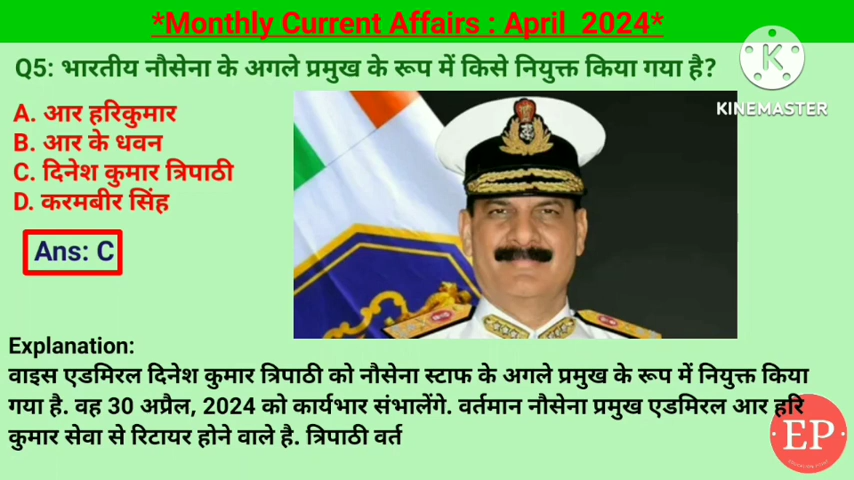 *Monthly Current Affairs : April 2024*
Q5: भारतीय नौसेना के अगले प्रमुख के रूप में किसे नियुक्त किया गया है?
K
KINEMASTER
A. आर हरिकुमार
B. आर के धवन
C. दिनेश कुमार त्रिपाठी
D. करमबीर सिंह
Ans: C
Explanation:
वाइस एडमिरल दिनेश कुमार त्रिपाठी को नौसेना स्टाफ के अगले प्रमुख के रूप में नियुक्त किया
गया है. वह 30 अप्रैल, 2024 को कार्यभार संभालेंगे. वर्तमान नौसेना प्रमुख एडमिरल आर हरि
कुमार सेवा से रिटायर होने वाले है. त्रिपाठी वर्त
EP